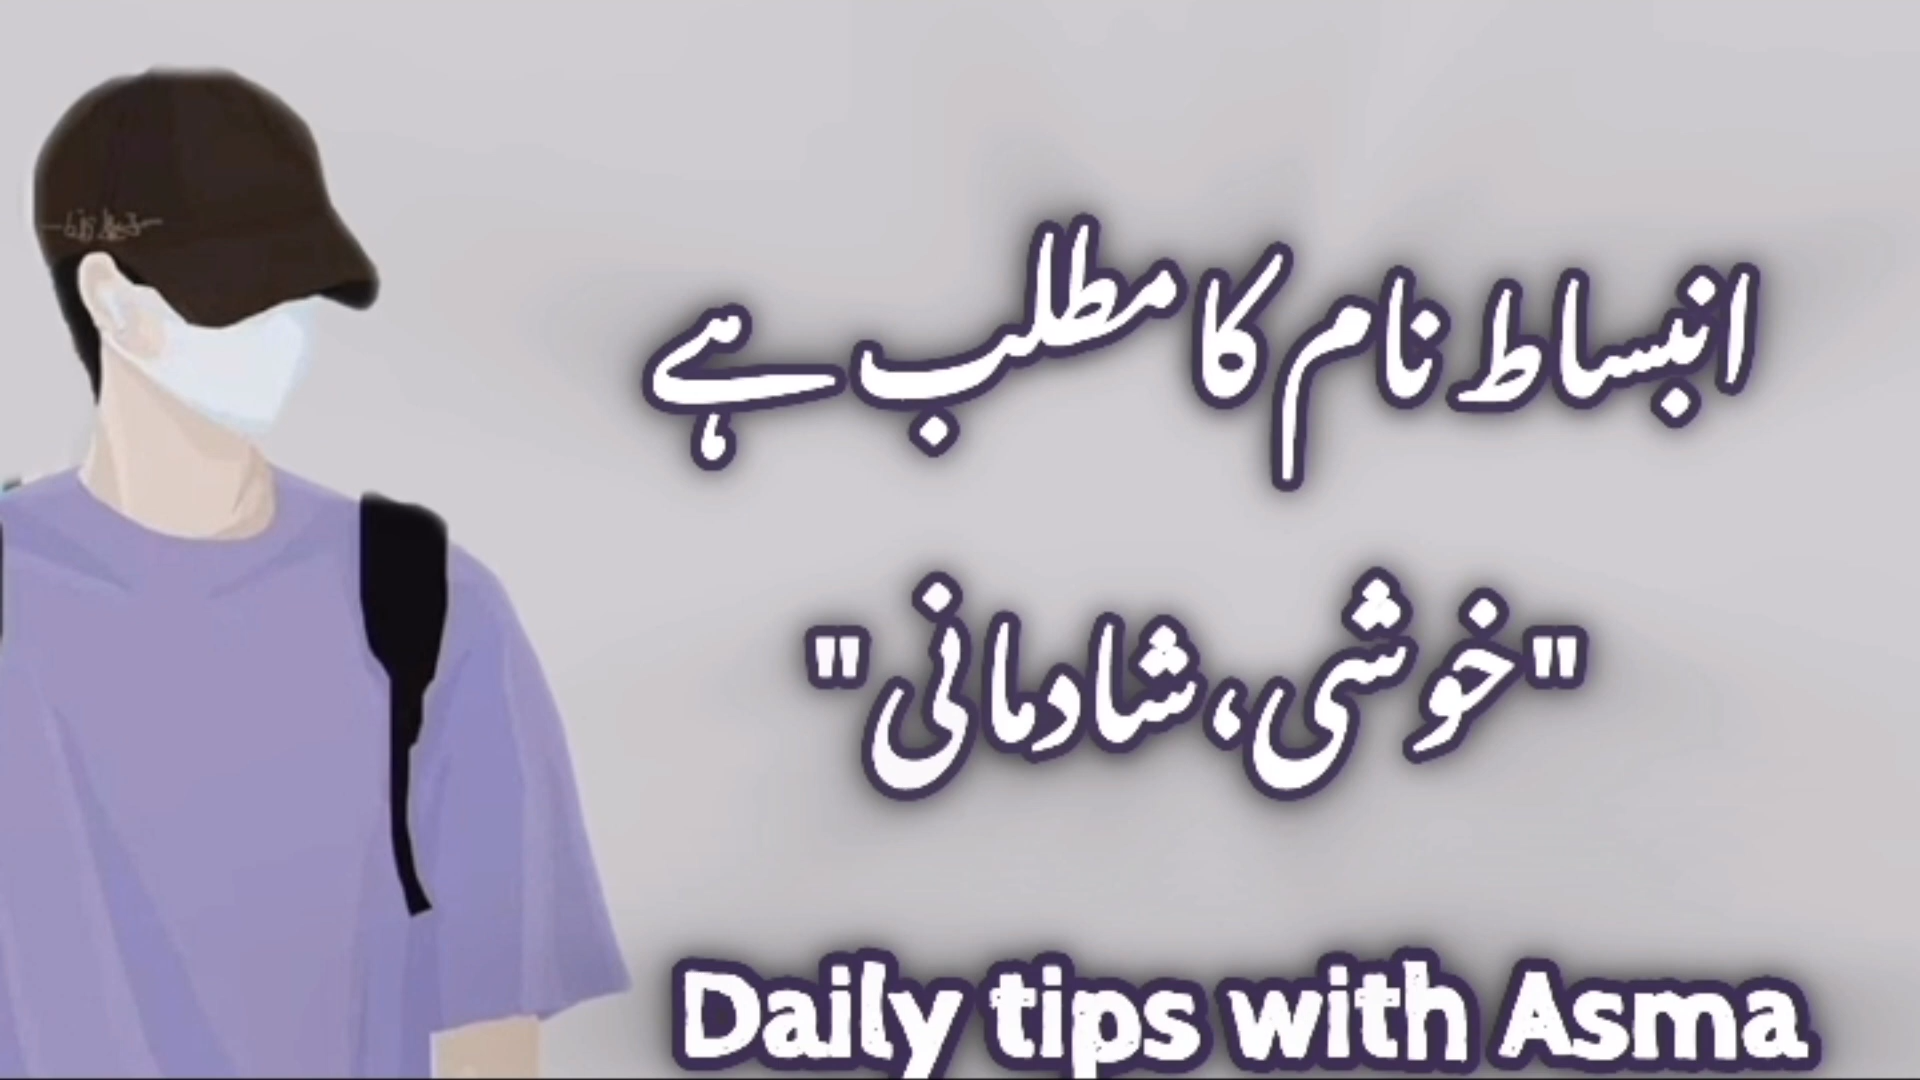 انبساط نام کا مطلب ہے
"خوشی، شادمانی"
Daily tips with Asma